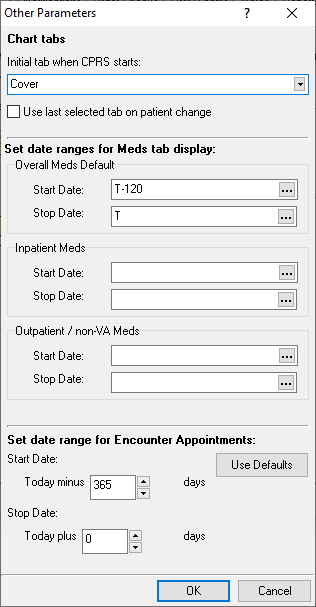 Other Parameters
Chart tabs
Initial tab when CPRS starts:
Cover
Use last selected tab on patient change
Set date ranges for Meds tab display:
Overall Meds Default
Start Date: T-120 ...
Stop Date: T ...
Inpatient Meds
Start Date: ...
Stop Date: ...
Outpatient / non-VA Meds
Start Date: ...
Stop Date: ...
Set date range for Encounter Appointments:
Start Date: Use Defaults
Today minus 365 days
Stop Date:
Today plus 0 days
OK Cancel